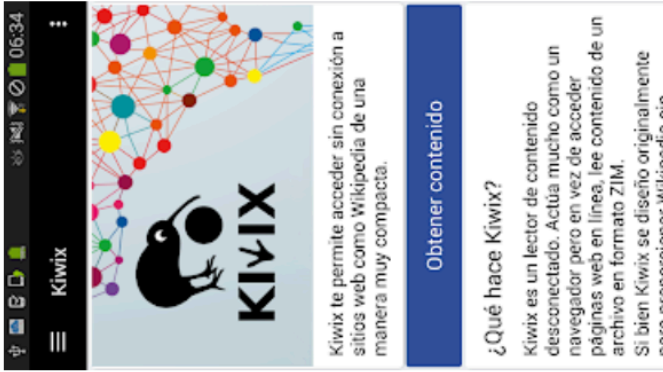 06:34
Kiwix
KIWIX
Kiwix te permite acceder sin conexión a
sitios web como Wikipedia de una
manera muy compacta.
Obtener contenido
¿Qué hace Kiwix?
Kiwix es un lector de contenido
desconectado. Actúa mucho como un
navegador pero en vez de acceder
páginas web en línea, lee contenido de un
archivo en formato ZIM.
Si bien Kiwix se diseño originalmente
Wikipedia sin